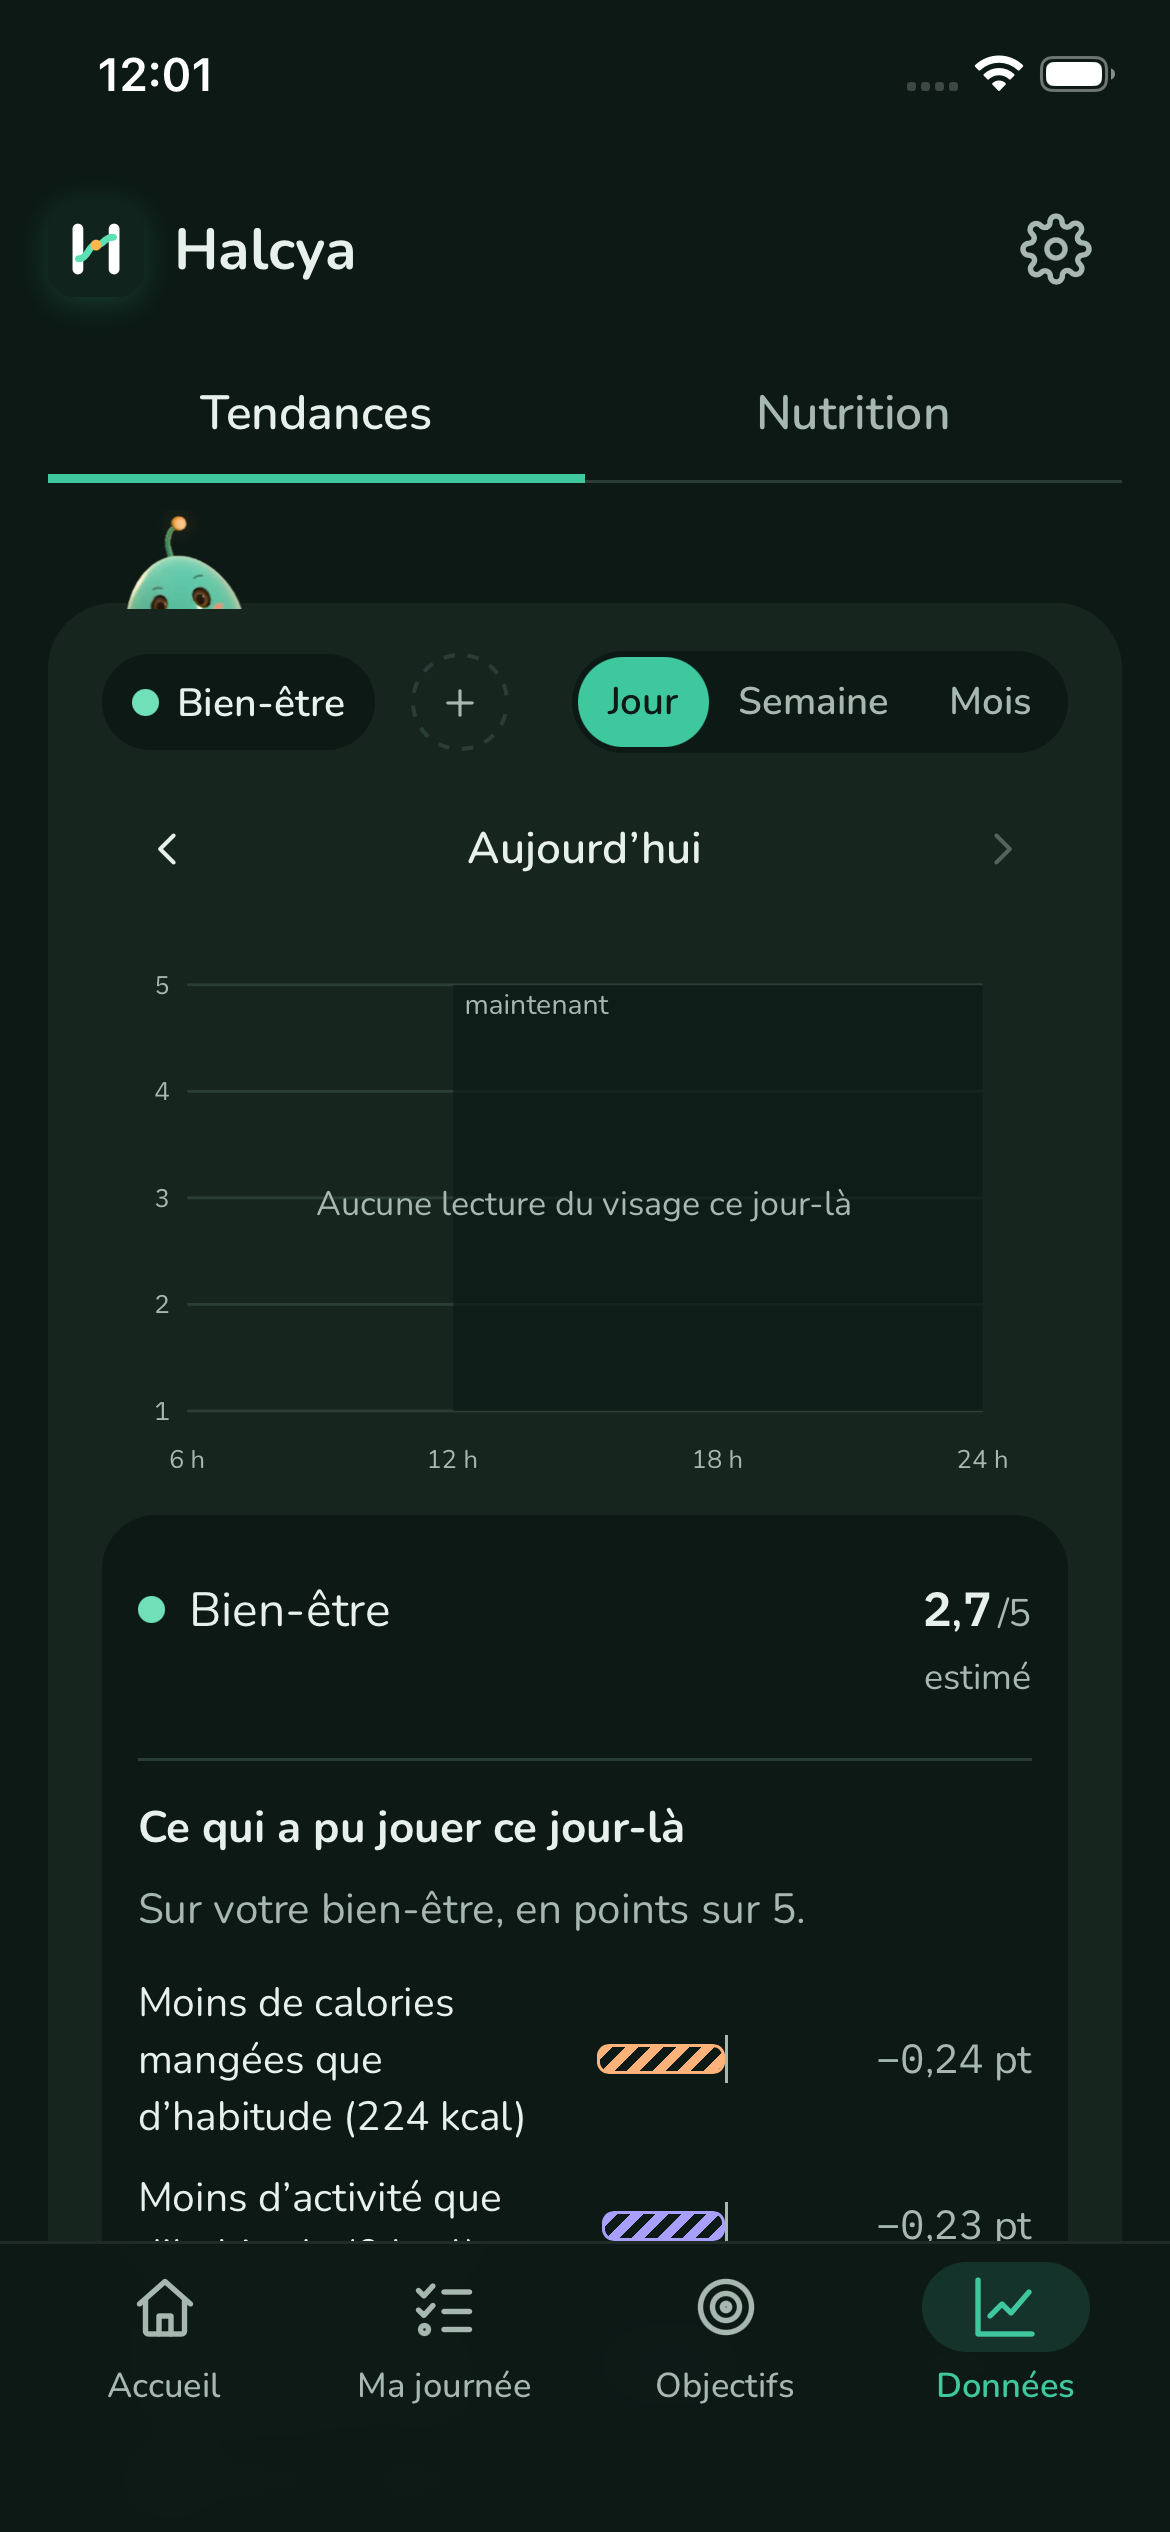 12:01
Halcya
Tendances
Nutrition
Bien-être
+
Jour
Semaine
Mois
Aujourd’hui
5
maintenant
4
3
Aucune lecture du visage ce jour-là
2
1
6 h
12 h
18 h
24 h
Bien-être
2,7 /5
estimé
Ce qui a pu jouer ce jour-là
Sur votre bien-être, en points sur 5.
Moins de calories
mangées que
d’habitude (224 kcal)
−0,24 pt
Moins d’activité que
−0,23 pt
Accueil
Ma journée
Objectifs
Données